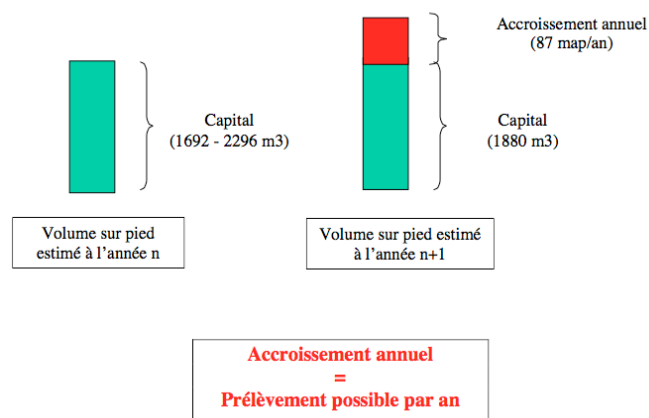 Accroissement annuel
(87 map/an)
Capital
(1692 - 2296 m3)
Capital
(1880 m3)
Volume sur pied
estimé à l'année n
Volume sur pied estimé
à l'année n+1
Accroissement annuel
=
Prélèvement possible par an